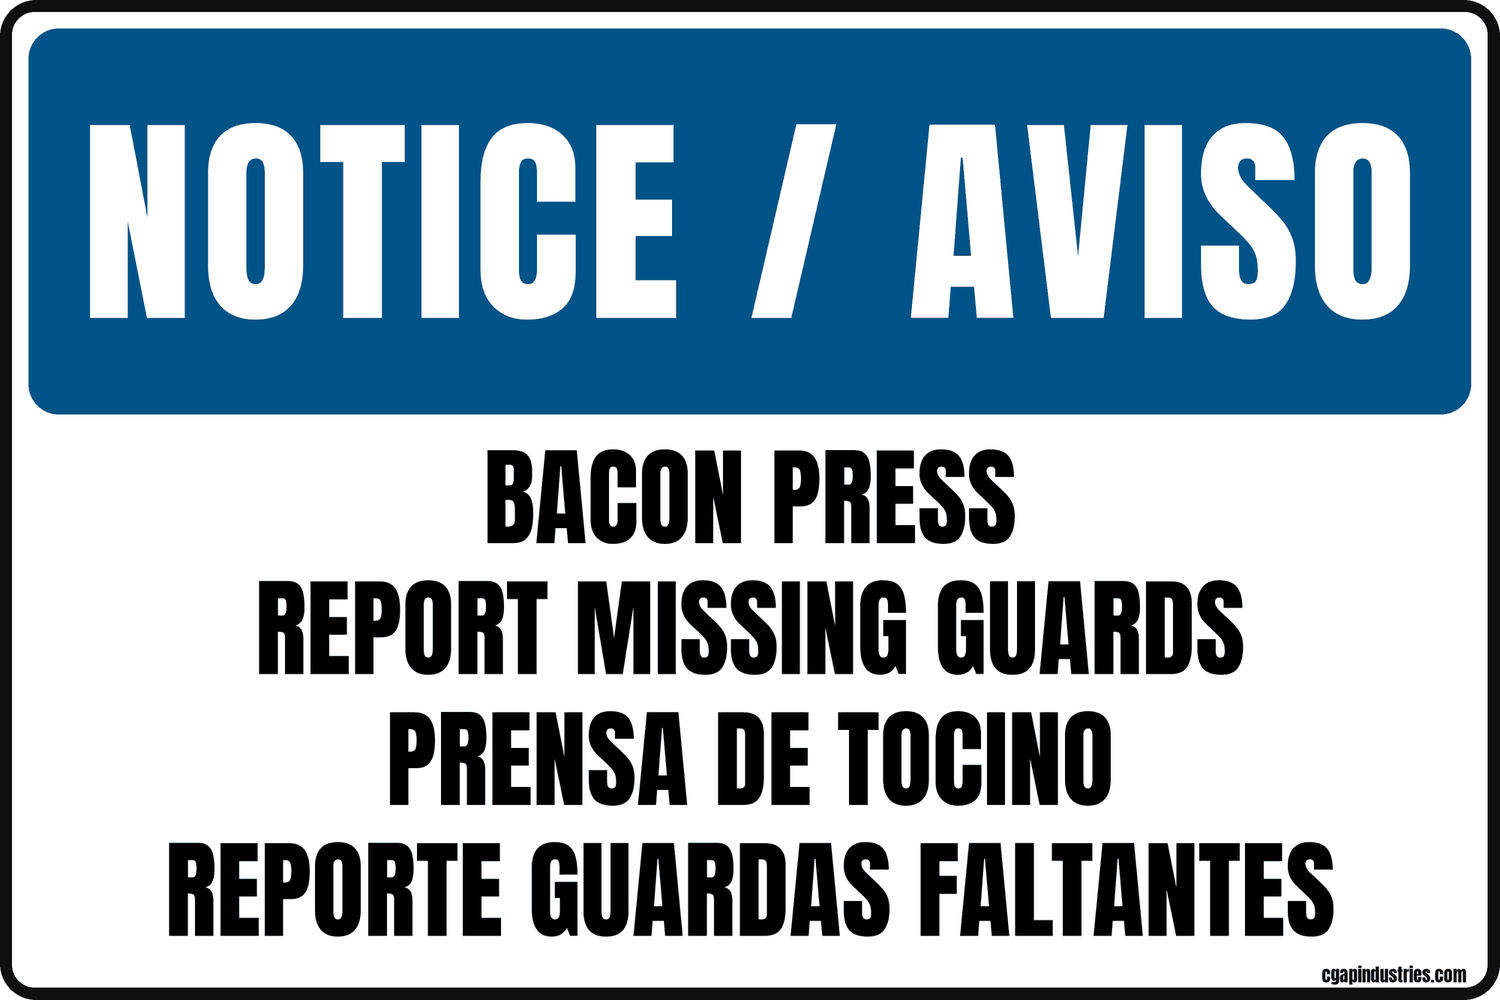 NOTICE / AVISO
BACON PRESS
REPORT MISSING GUARDS
PRENSA DE TOCINO
REPORTE GUARDAS FALTANTES
cgapindustries.com